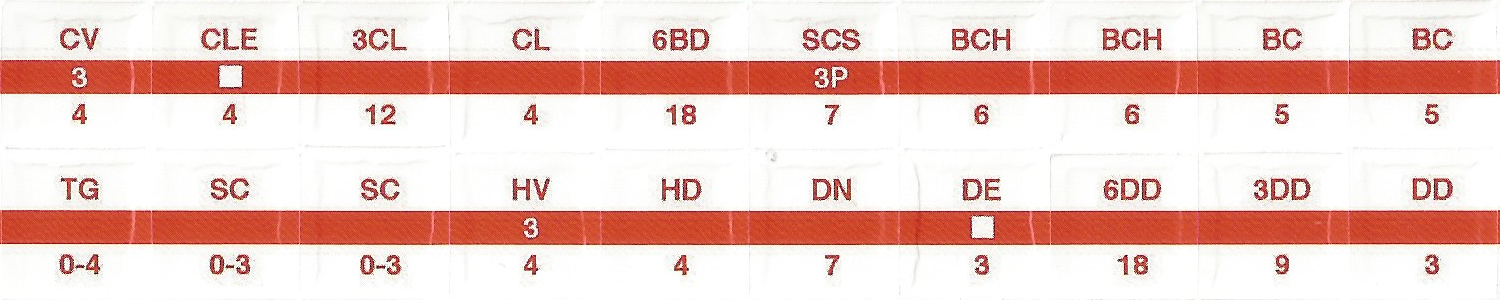 CV CLE 3CL CL 6BD SCS BCH BCH BC BC
3 3P
4 4 12 4 18 7 6 6 5 5
TG SC SC HV HD DN DE 6DD 3DD DD
3
0-4 0-3 0-3 4 4 7 3 18 9 3